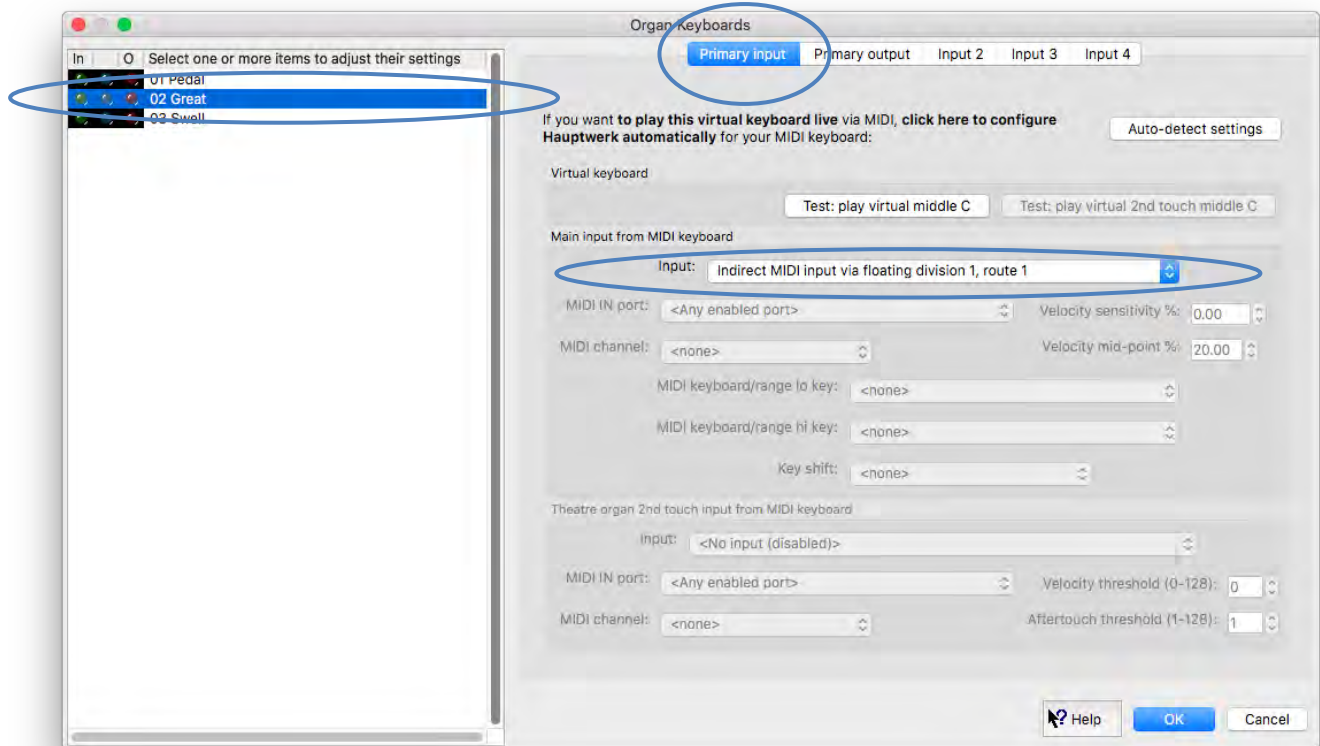 Organ Keyboards
In O Select one or more items to adjust their settings
01 Pedal
02 Great
03 Swell
Primary input Primary output Input 2 Input 3 Input 4
If you want to play this virtual keyboard live via MIDI, click here to configure
Hauptwerk automatically for your MIDI keyboard:
Auto-detect settings
Virtual keyboard
Test: play virtual middle C Test: play virtual 2nd touch middle C
Main input from MIDI keyboard
Input: Indirect MIDI input via floating division 1, route 1
MIDI IN port: <Any enabled port> Velocity sensitivity %: 0.00
MIDI channel: <none> Velocity mid-point %: 20.00
MIDI keyboard/range lo key: <none>
MIDI keyboard/range hi key: <none>
Key shift: <none>
Theatre organ 2nd touch input from MIDI keyboard
Input: <No input (disabled)>
MIDI IN port: <Any enabled port> Velocity threshold (0-128): 0
MIDI channel: <none> Aftertouch threshold (1-128): 1
Help OK Cancel